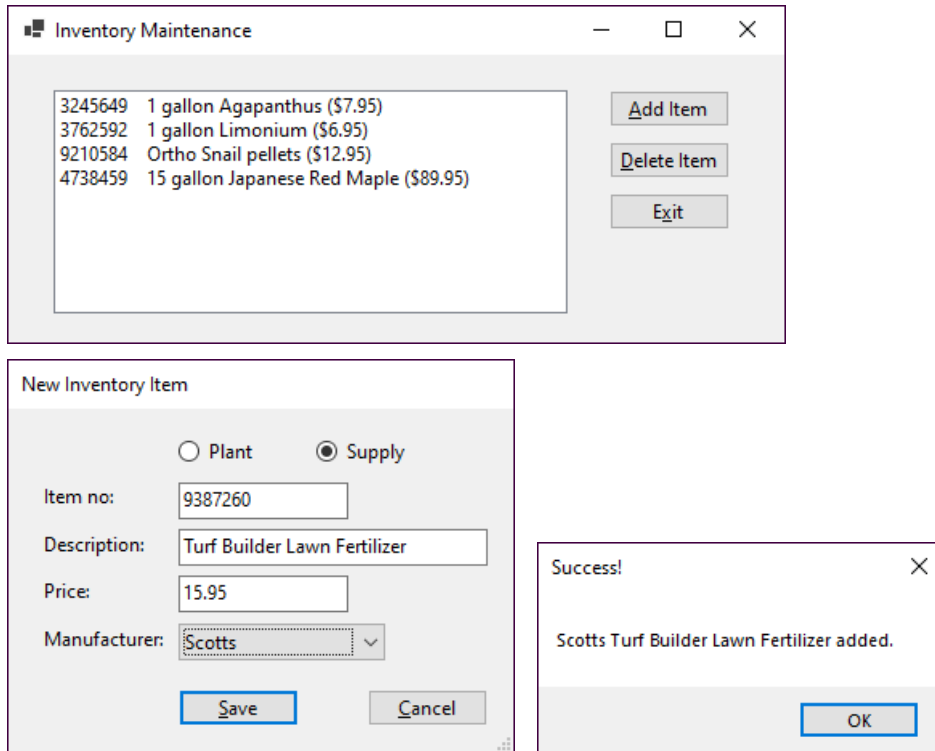 Inventory Maintenance
3245649 1 gallon Agapanthus ($7.95)
3762592 1 gallon Limonium ($6.95)
9210584 Ortho Snail pellets ($12.95)
4738459 15 gallon Japanese Red Maple ($89.95)
Add Item
Delete Item
Exit
New Inventory Item
Plant Supply
Item no: 9387260
Description: Turf Builder Lawn Fertilizer
Price: 15.95
Manufacturer: Scotts
Save Cancel
Success!
Scotts Turf Builder Lawn Fertilizer added.
OK